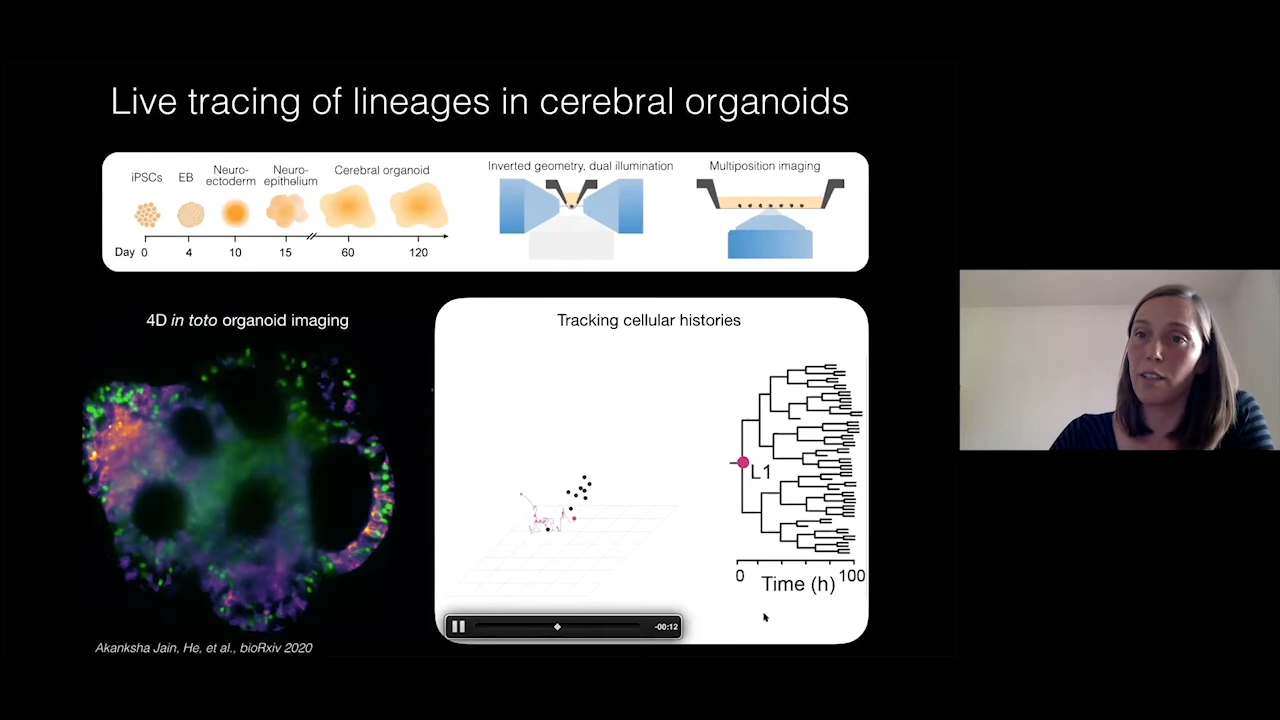 Live tracing of lineages in cerebral organoids
iPSCs
EB
Neuro-
ectoderm
Neuro-
epithelium
Cerebral organoid
Day 0 4 10 15 60 120
Inverted geometry, dual illumination
Multiposition imaging
4D in toto organoid imaging
Tracking cellular histories
L1
0 100
Time (h)
-00:12
Akanksha Jain, He, et al., bioRxiv 2020